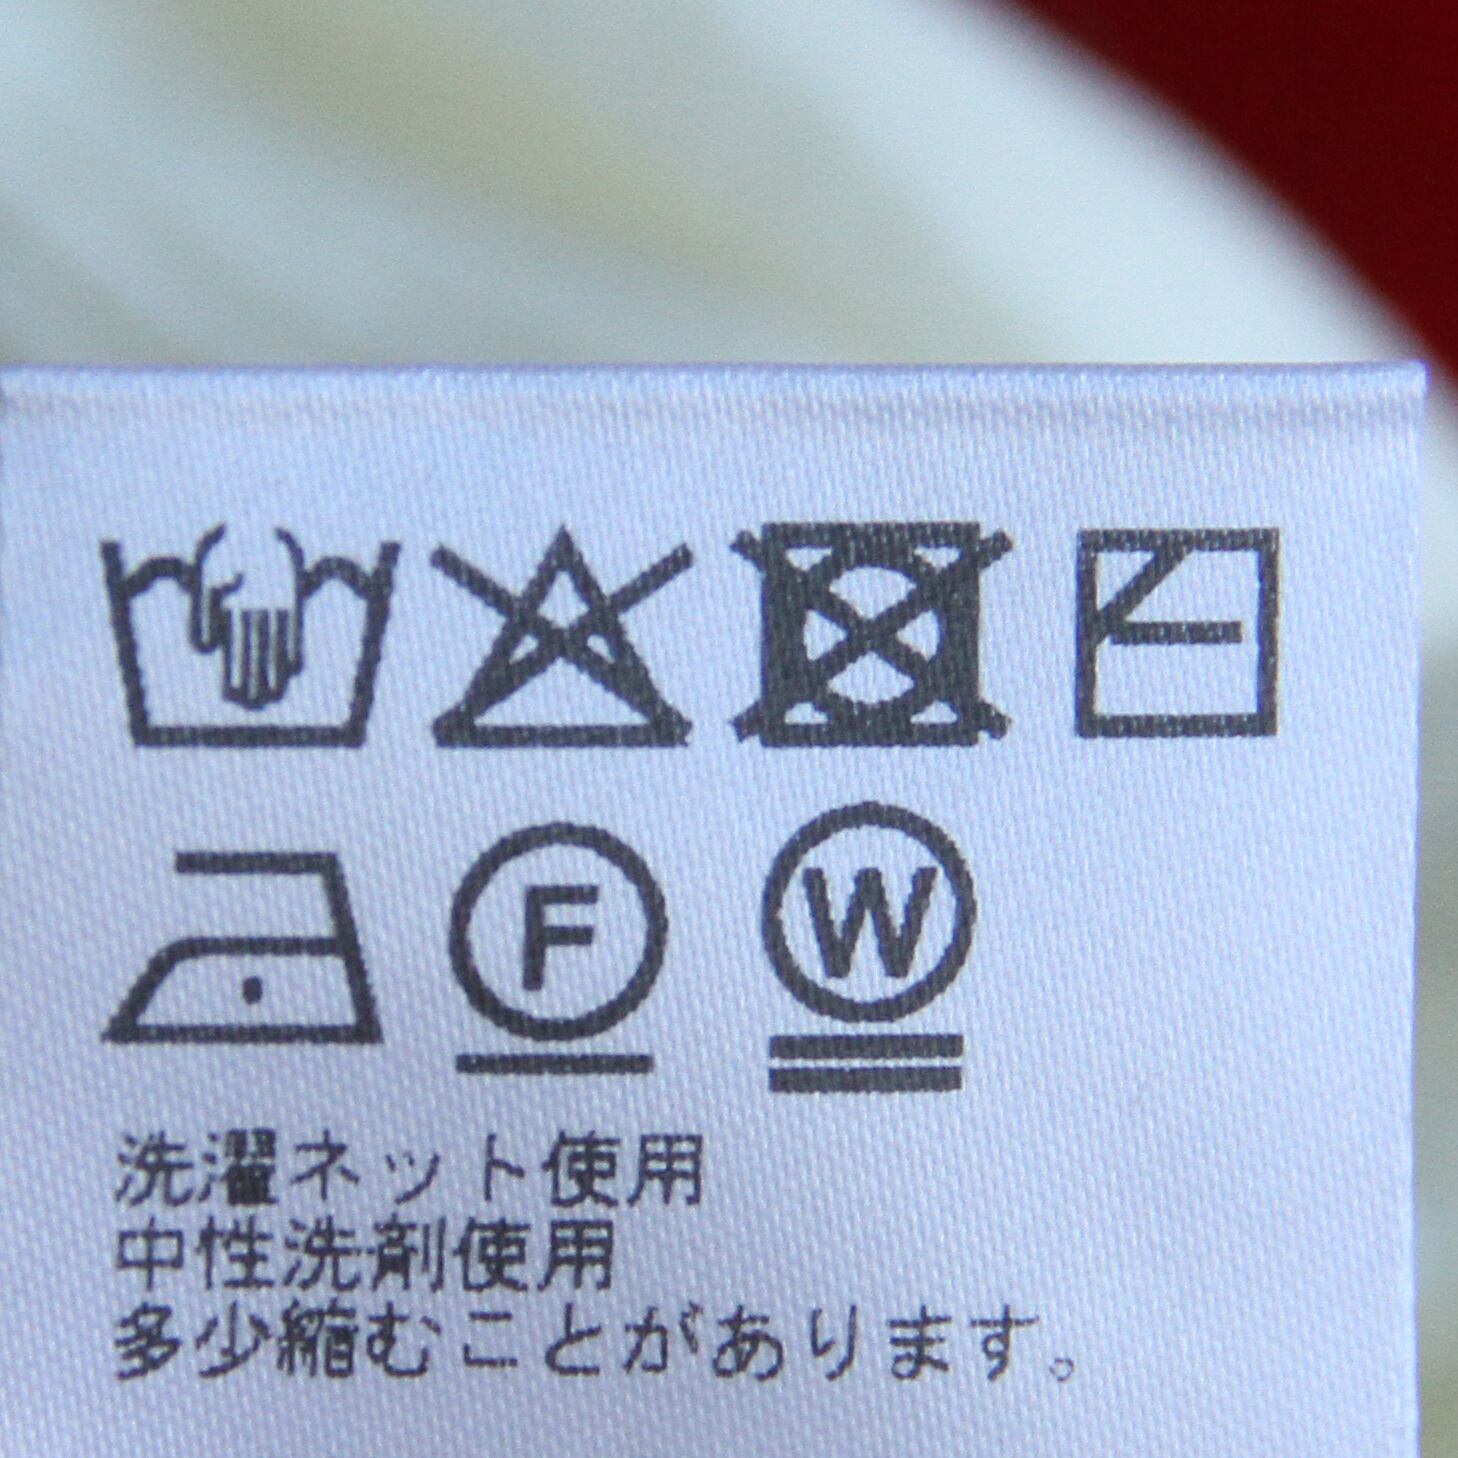 F W
洗濯ネット使用
中性洗剤使用
多少縮むことがあります。